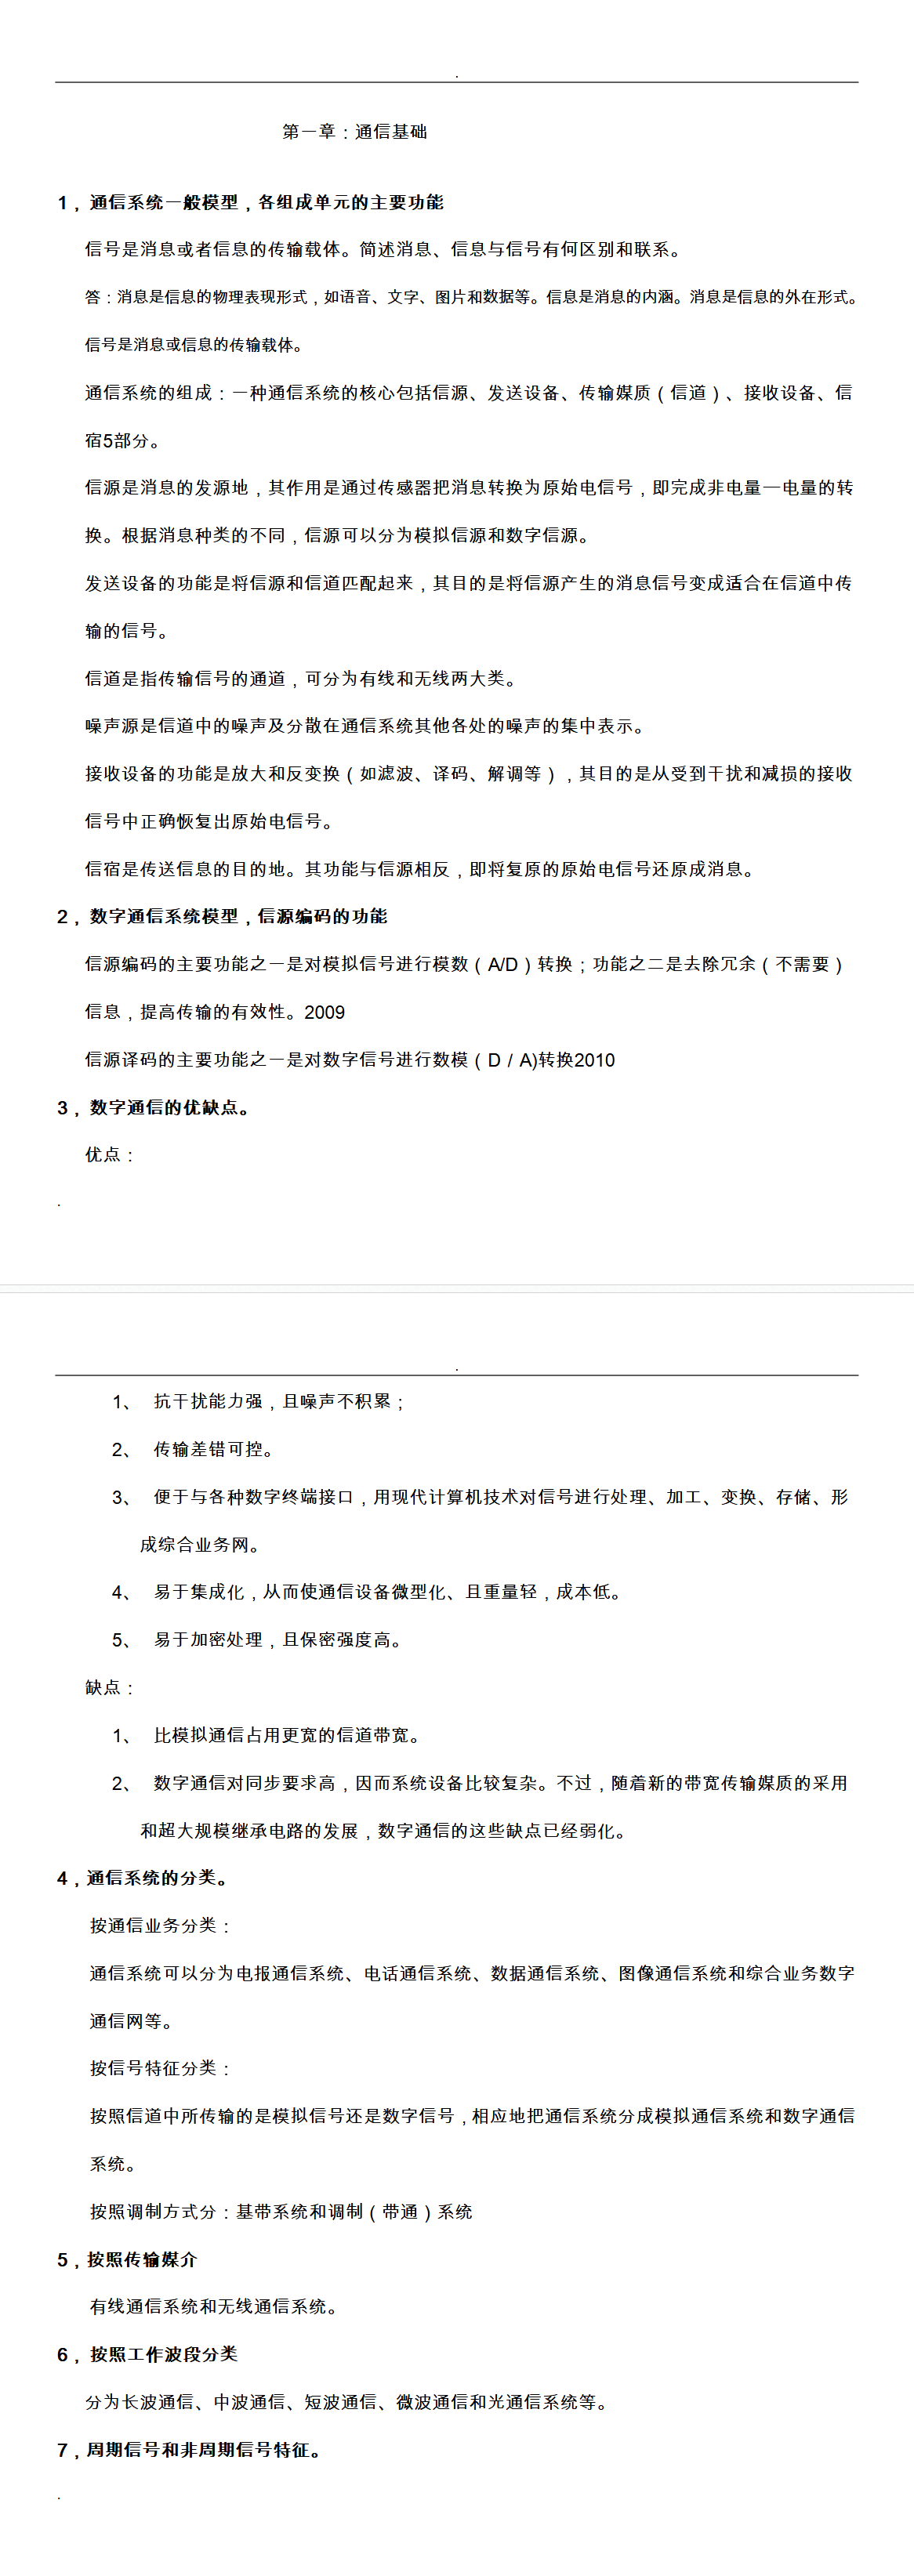 .
第一章：通信基础
1，通信系统一般模型，各组成单元的主要功能
信号是消息或者信息的传输载体。简述消息、信息与信号有何区别和联系。
答：消息是信息的物理表现形式，如语音、文字、图片和数据等。信息是消息的内涵。消息是信息的外在形式。
信号是消息或信息的传输载体。
通信系统的组成：一种通信系统的核心包括信源、发送设备、传输媒质（信道）、接收设备、信
宿5部分。
信源是消息的发源地，其作用是通过传感器把消息转换为原始电信号，即完成非电量—电量的转
换。根据消息种类的不同，信源可以分为模拟信源和数字信源。
发送设备的功能是将信源和信道匹配起来，其目的是将信源产生的消息信号变成适合在信道中传
输的信号。
信道是指传输信号的通道，可分为有线和无线两大类。
噪声源是信道中的噪声及分散在通信系统其他各处的噪声的集中表示。
接收设备的功能是放大和反变换（如滤波、译码、解调等），其目的是从受到干扰和减损的接收
信号中正确恢复出原始电信号。
信宿是传送信息的目的地。其功能与信源相反，即将复原的原始电信号还原成消息。
2，数字通信系统模型，信源编码的功能
信源编码的主要功能之一是对模拟信号进行模数（A/D）转换；功能之二是去除冗余（不需要）
信息，提高传输的有效性。2009
信源译码的主要功能之一是对数字信号进行数模（D / A)转换2010
3，数字通信的优缺点。
优点：
.
.
1、 抗干扰能力强，且噪声不积累；
2、 传输差错可控。
3、 便于与各种数字终端接口，用现代计算机技术对信号进行处理、加工、变换、存储、形
成综合业务网。
4、 易于集成化，从而使通信设备微型化、且重量轻，成本低。
5、 易于加密处理，且保密强度高。
缺点：
1、 比模拟通信占用更宽的信道带宽。
2、 数字通信对同步要求高，因而系统设备比较复杂。不过，随着新的带宽传输媒质的采用
和超大规模继承电路的发展，数字通信的这些缺点已经弱化。
4，通信系统的分类。
按通信业务分类：
通信系统可以分为电报通信系统、电话通信系统、数据通信系统、图像通信系统和综合业务数字
通信网等。
按信号特征分类：
按照信道中所传输的是模拟信号还是数字信号，相应地把通信系统分成模拟通信系统和数字通信
系统。
按照调制方式分：基带系统和调制（带通）系统
5，按照传输媒介
有线通信系统和无线通信系统。
6，按照工作波段分类
分为长波通信、中波通信、短波通信、微波通信和光通信系统等。
7，周期信号和非周期信号特征。
.